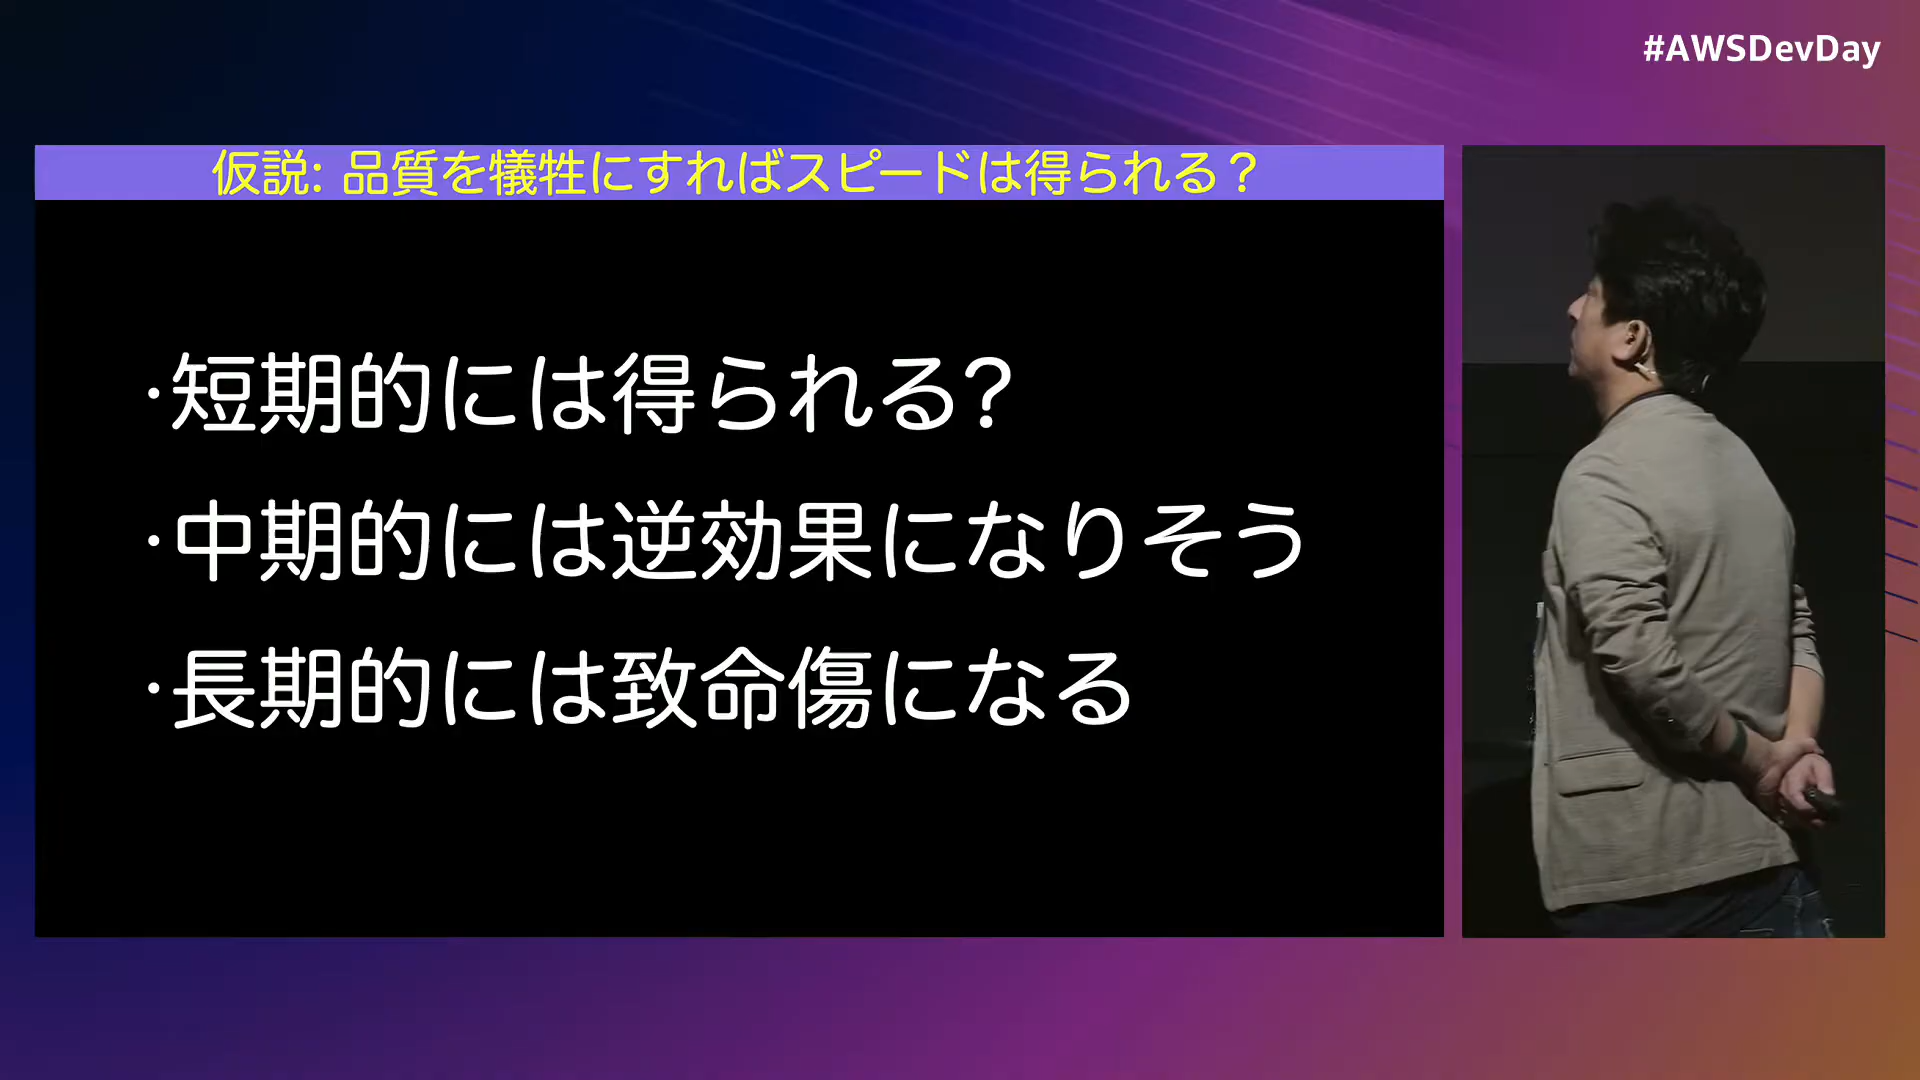 #AWSDevDay
仮説: 品質を犠牲にすればスピードは得られる？
・短期的には得られる?
・中期的には逆効果になりそう
・長期的には致命傷になる